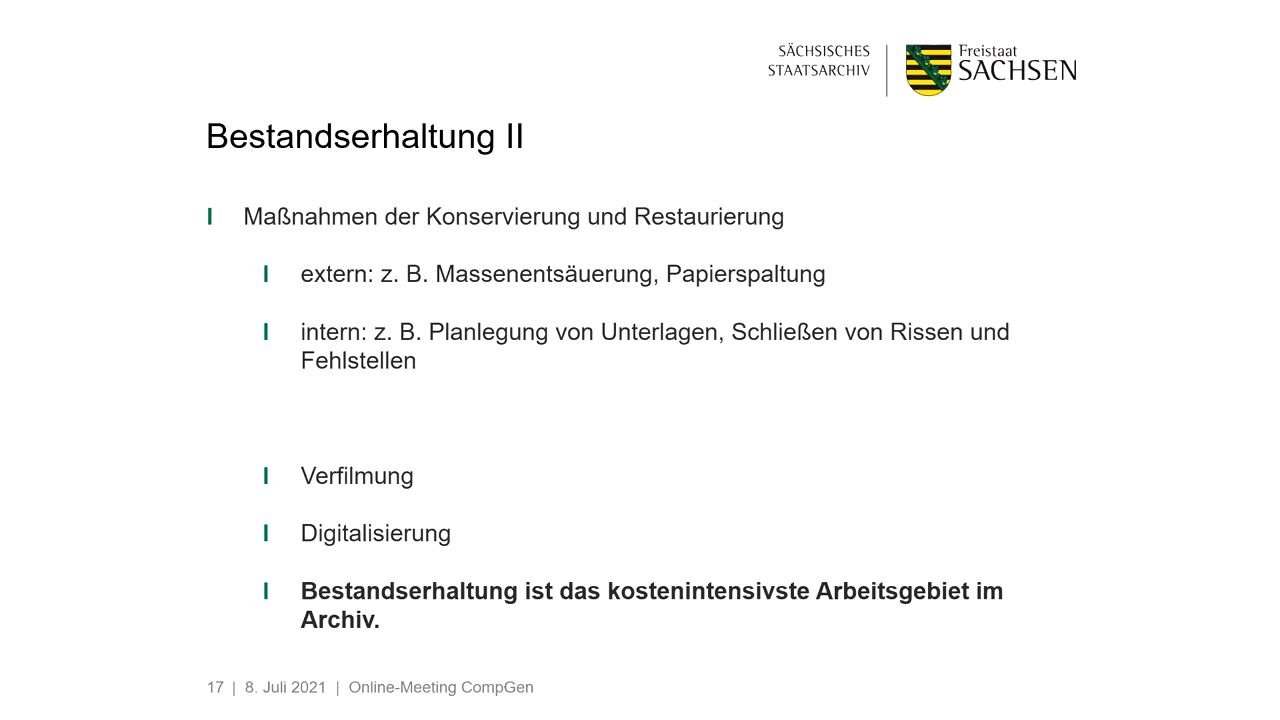 SÄCHSISCHES
STAATSARCHIV
Freistaat
SACHSEN
Bestandserhaltung II
Maßnahmen der Konservierung und Restaurierung
extern: z. B. Massenentsäuerung, Papierspaltung
intern: z. B. Planlegung von Unterlagen, Schließen von Rissen und
Fehlstellen
Verfilmung
Digitalisierung
Bestandserhaltung ist das kostenintensivste Arbeitsgebiet im
Archiv.
17 | 8. Juli 2021 | Online-Meeting CompGen